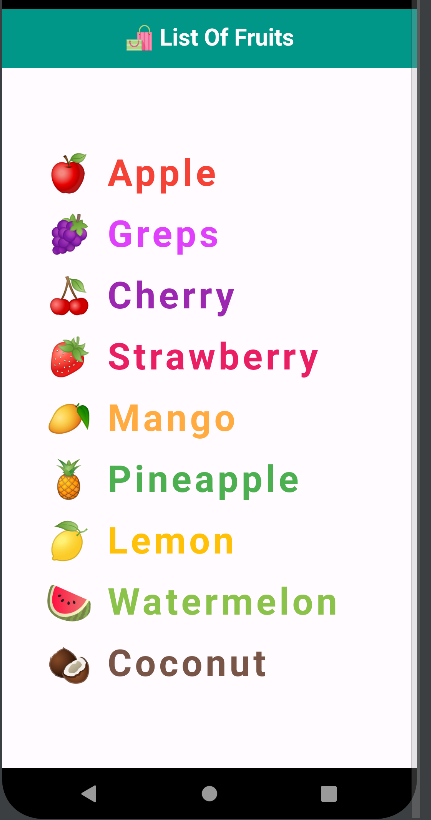 List Of Fruits
Apple
Greps
Cherry
Strawberry
Mango
Pineapple
Lemon
Watermelon
Coconut